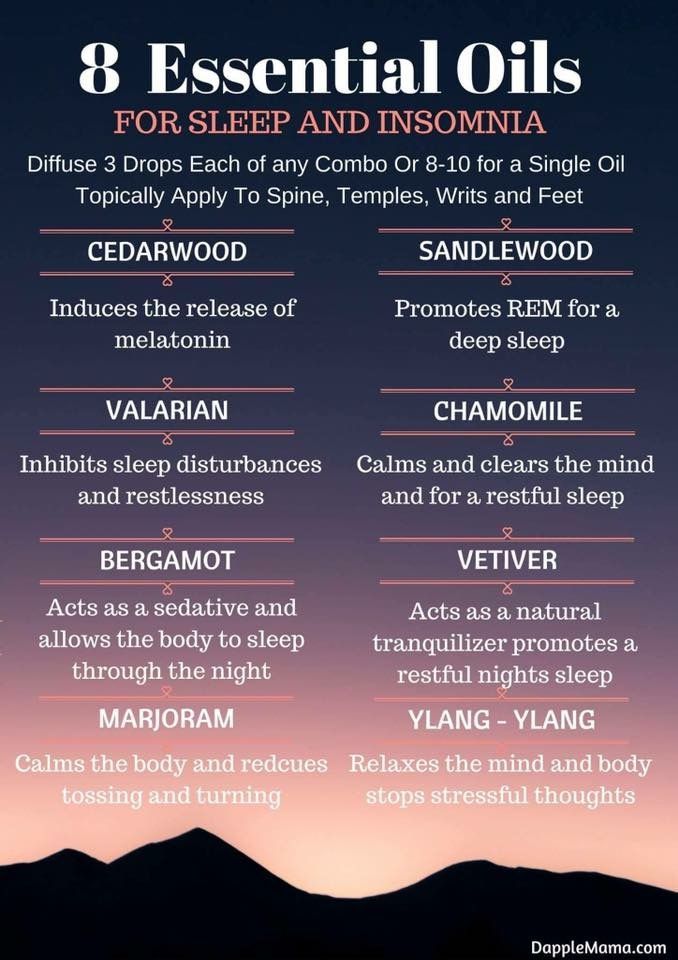 8 Essential Oils
FOR SLEEP AND INSOMNIA
Diffuse 3 Drops Each of any Combo Or 8-10 for a Single Oil
Topically Apply To Spine, Temples, Writs and Feet
CEDARWOOD
Induces the release of
melatonin
SANDLEWOOD
Promotes REM for a
deep sleep
VALARIAN
Inhibits sleep disturbances
and restlessness
CHAMOMILE
Calms and clears the mind
and for a restful sleep
BERGAMOT
Acts as a sedative and
allows the body to sleep
through the night
VETIVER
Acts as a natural
tranquilizer promotes a
restful nights sleep
MARJORAM
Calms the body and redcues
tossing and turning
YLANG - YLANG
Relaxes the mind and body
stops stressful thoughts
DappleMama.com